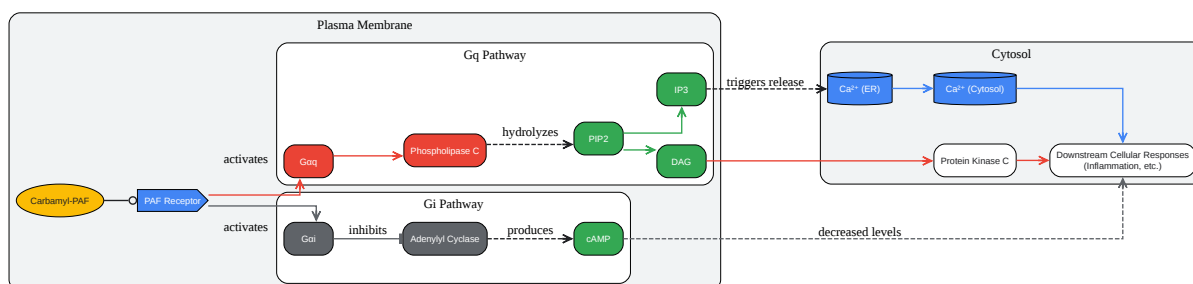 Plasma Membrane
Gq Pathway
Cytosol
IP3
triggers release
Ca²⁺ (ER)
Ca²⁺ (Cytosol)
hydrolyzes
PIP2
Phospholipase C
activates
Gαq
DAG
Protein Kinase C
Downstream Cellular Responses
(Inflammation, etc.)
Carbamyl-PAF
PAF Receptor
Gi Pathway
activates
Gαi
inhibits
Adenylyl Cyclase
produces
cAMP
decreased levels